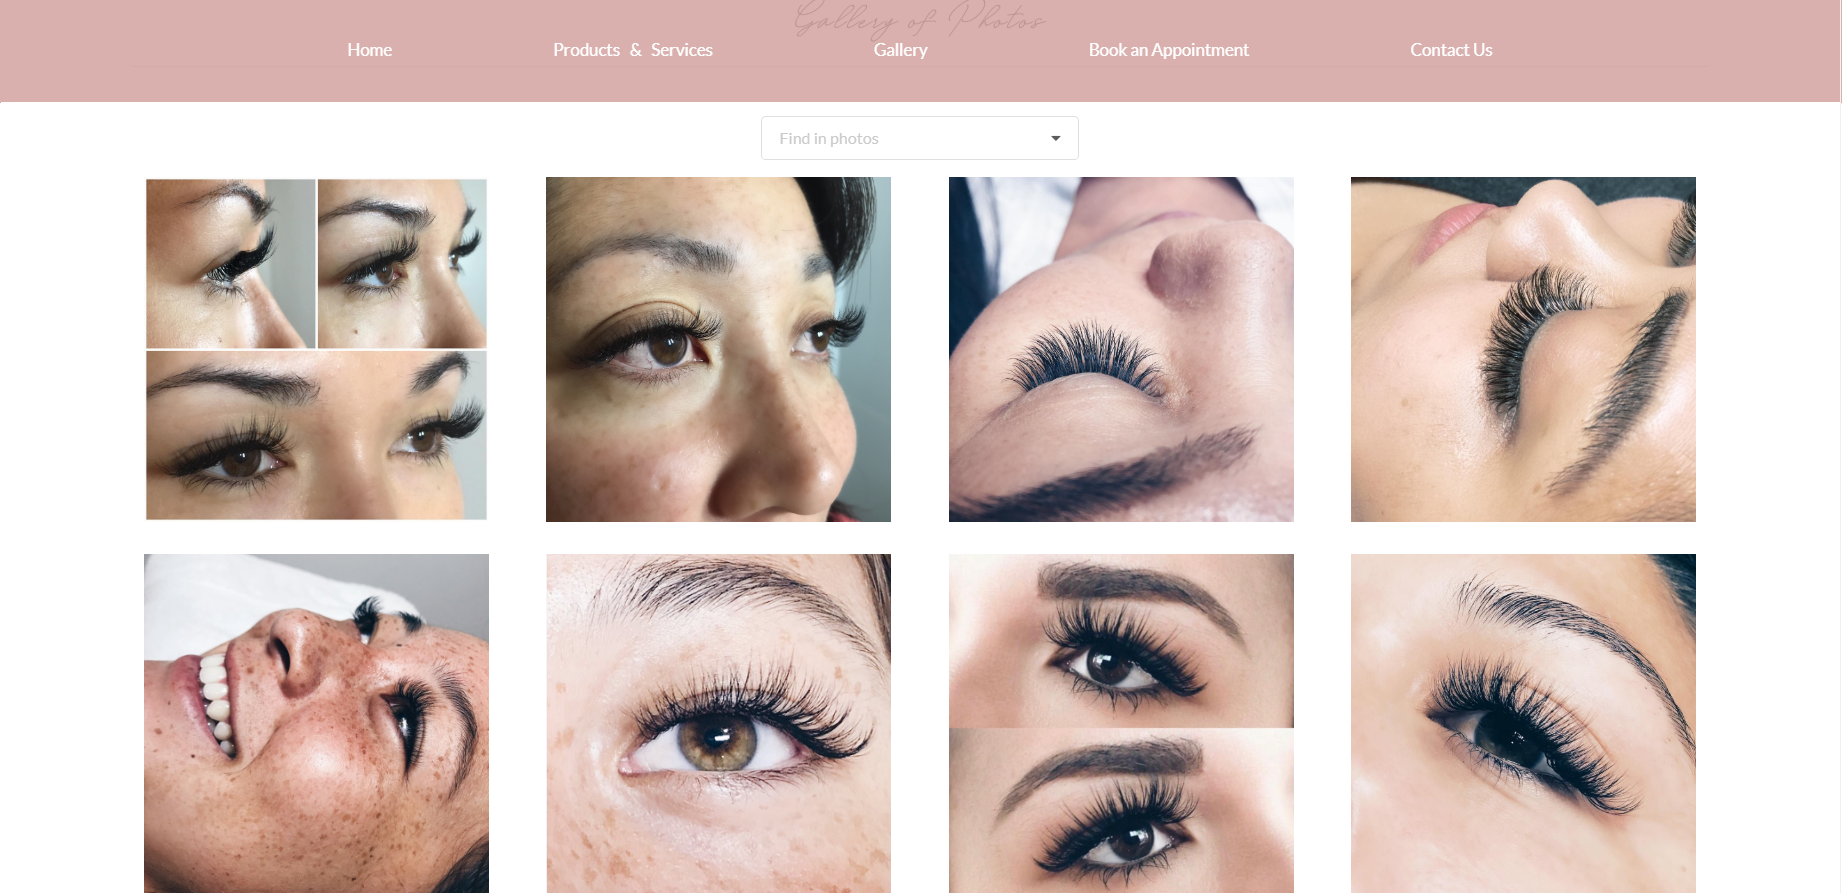 Gallery of Photos
Home Products & Services Gallery Book an Appointment Contact Us
Find in photos